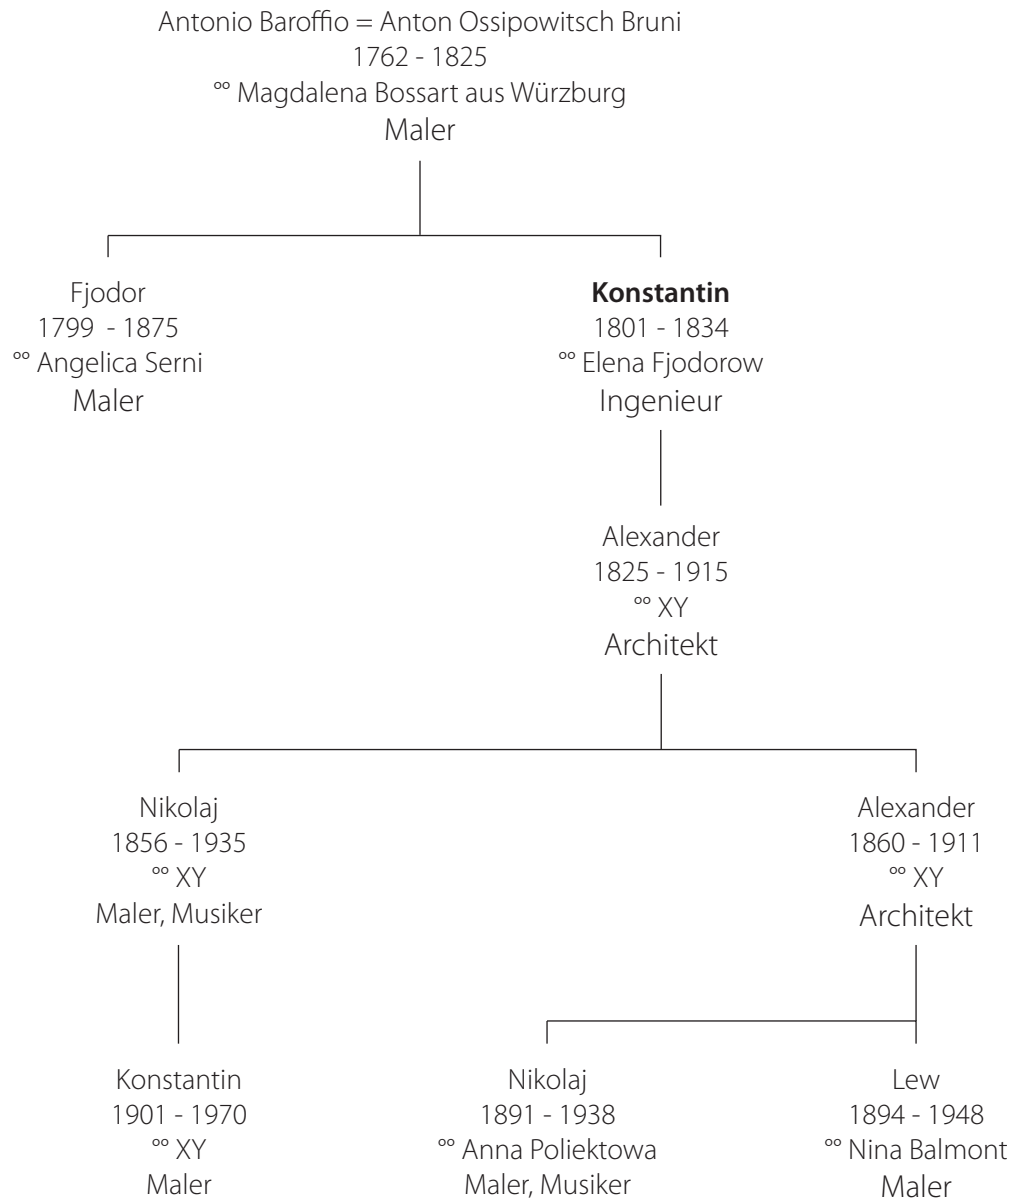 Antonio Baroffio = Anton Ossipowitsch Bruni
1762 - 1825
°° Magdalena Bossart aus Würzburg
Maler
Fjodor
1799 - 1875
°° Angelica Serni
Maler
Konstantin
1801 - 1834
°° Elena Fjodorow
Ingenieur
Alexander
1825 - 1915
°° XY
Architekt
Nikolaj
1856 - 1935
°° XY
Maler, Musiker
Alexander
1860 - 1911
°° XY
Architekt
Konstantin
1901 - 1970
°° XY
Maler
Nikolaj
1891 - 1938
°° Anna Poliektowa
Maler, Musiker
Lew
1894 - 1948
°° Nina Balmont
Maler